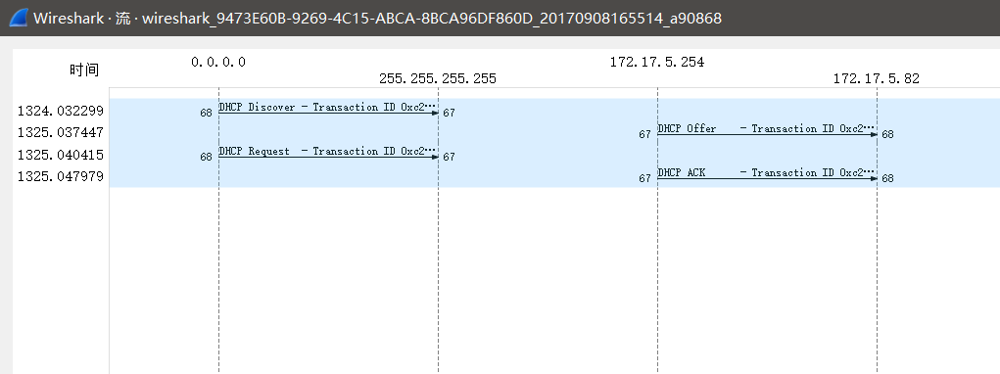 Wireshark · 流 · wireshark_9473E60B-9269-4C15-ABCA-8BCA96DF860D_20170908165514_a90868
时间
0.0.0.0
255.255.255.255
172.17.5.254
172.17.5.82
1324.032299 68 DHCP Discover - Transaction ID 0xc2… 67
1325.037447 67 DHCP Offer - Transaction ID 0xc2… 68
1325.040415 68 DHCP Request - Transaction ID 0xc2… 67
1325.047979 67 DHCP ACK - Transaction ID 0xc2… 68